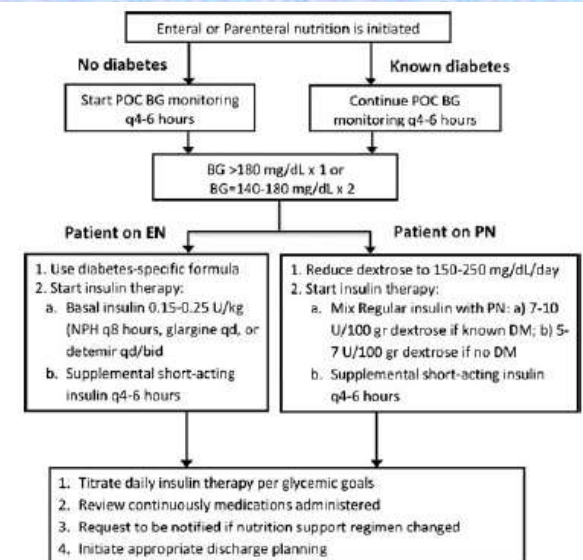 Enteral or Parenteral nutrition is initiated
No diabetes
Known diabetes
Start POC BG monitoring
q4-6 hours
Continue POC BG
monitoring q4-6 hours
BG >180 mg/dL x 1 or
BG=140-180 mg/dL x 2
Patient on EN
Patient on PN
1. Use diabetes-specific formula
2. Start insulin therapy:
a. Basal insulin 0.15-0.25 U/kg
(NPH q8 hours, glargine qd, or
detemir qd/bid
b. Supplemental short-acting
insulin q4-6 hours
1. Reduce dextrose to 150-250 mg/dL/day
2. Start insulin therapy:
a. Mix Regular insulin with PN: a) 7-10
U/100 gr dextrose if known DM; b) 5-
7 U/100 gr dextrose if no DM
b. Supplemental short-acting insulin
q4-6 hours
1. Titrate daily insulin therapy per glycemic goals
2. Review continuously medications administered
3. Request to be notified if nutrition support regimen changed
4. Initiate appropriate discharge planning